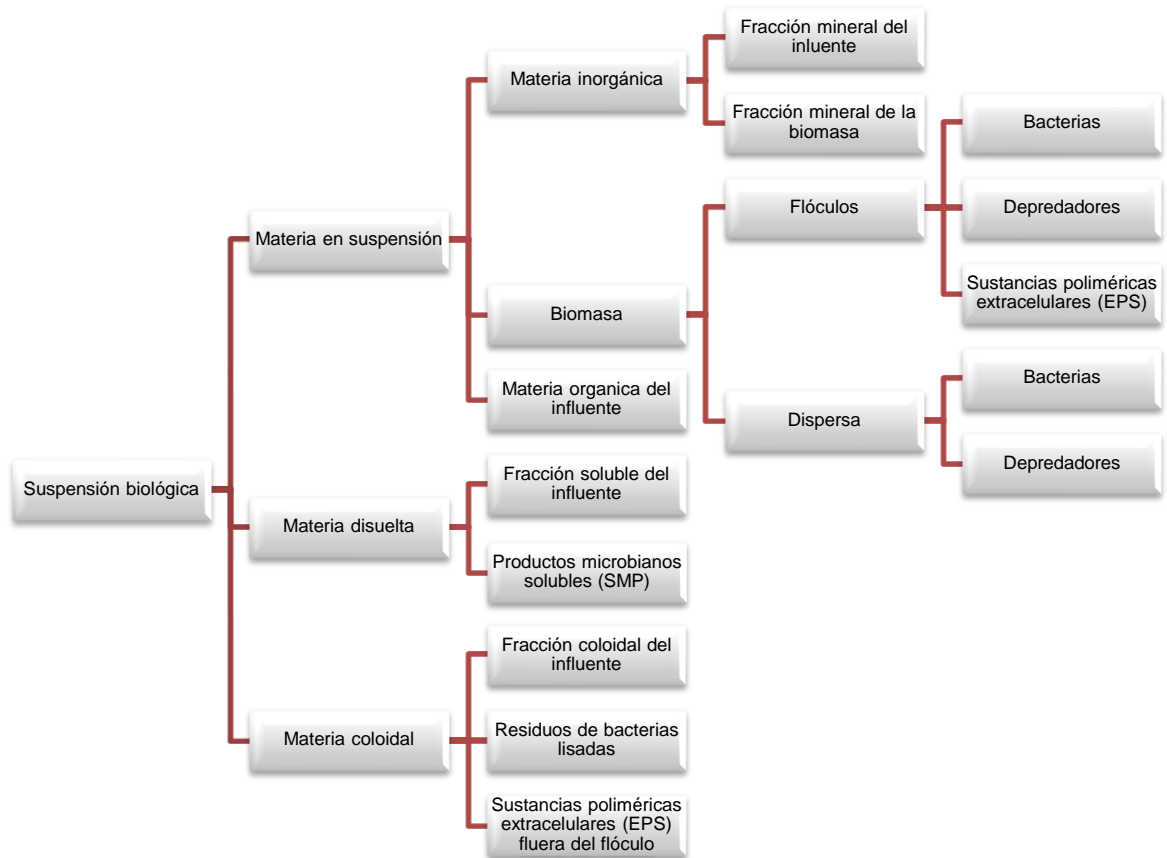 Suspensión biológica
Materia en suspensión
Materia inorgánica
Fracción mineral del
inluente
Fracción mineral de la
biomasa
Biomasa
Flóculos
Bacterias
Depredadores
Sustancias poliméricas
extracelulares (EPS)
Dispersa
Bacterias
Depredadores
Materia organica del
influente
Materia disuelta
Fracción soluble del
influente
Productos microbianos
solubles (SMP)
Materia coloidal
Fracción coloidal del
influente
Residuos de bacterias
lisadas
Sustancias poliméricas
extracelulares (EPS)
fluera del flóculo